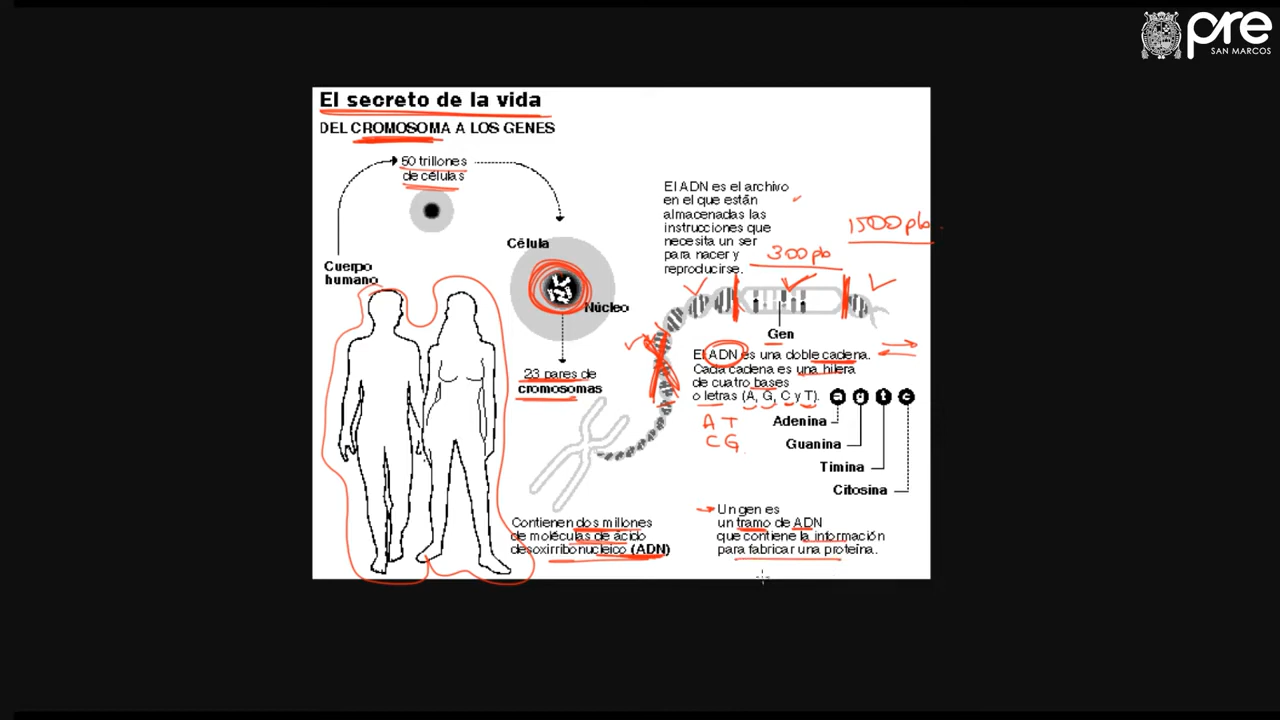 pre
SAN MARCOS
El secreto de la vida
DEL CROMOSOMA A LOS GENES
50 trillones
de células
Célula
Cuerpo
humano
Núcleo
23 pares de
cromosomas
Contienen dos millones
de moléculas de ácido
desoxirribonucleico (ADN)
El ADN es el archivo
en el que están
almacenadas las
instrucciones que
necesita un ser
para nacer y
reproducirse.
1500 pb
300 pb
Gen
El ADN es una doble cadena.
Cada cadena es una hilera
de cuatro bases
o letras (A, G, C y T).
a g t c
A T
C G
Adenina
Guanina
Timina
Citosina
Un gen es
un tramo de ADN
que contiene la información
para fabricar una proteína.